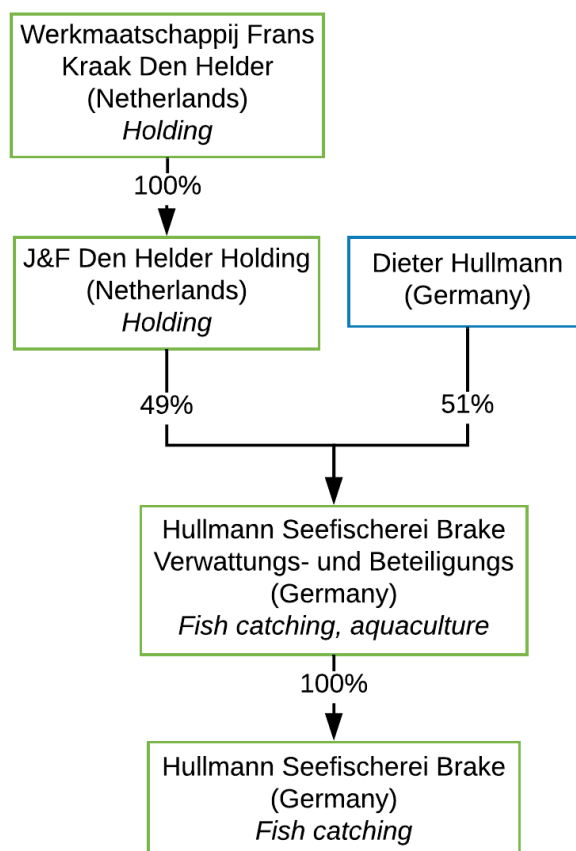 Werkmaatschappij Frans
Kraak Den Helder
(Netherlands)
Holding
100%
J&F Den Helder Holding
(Netherlands)
Holding
Dieter Hullmann
(Germany)
49%
51%
Hullmann Seefischerei Brake
Verwattungs- und Beteiligungs
(Germany)
Fish catching, aquaculture
100%
Hullmann Seefischerei Brake
(Germany)
Fish catching